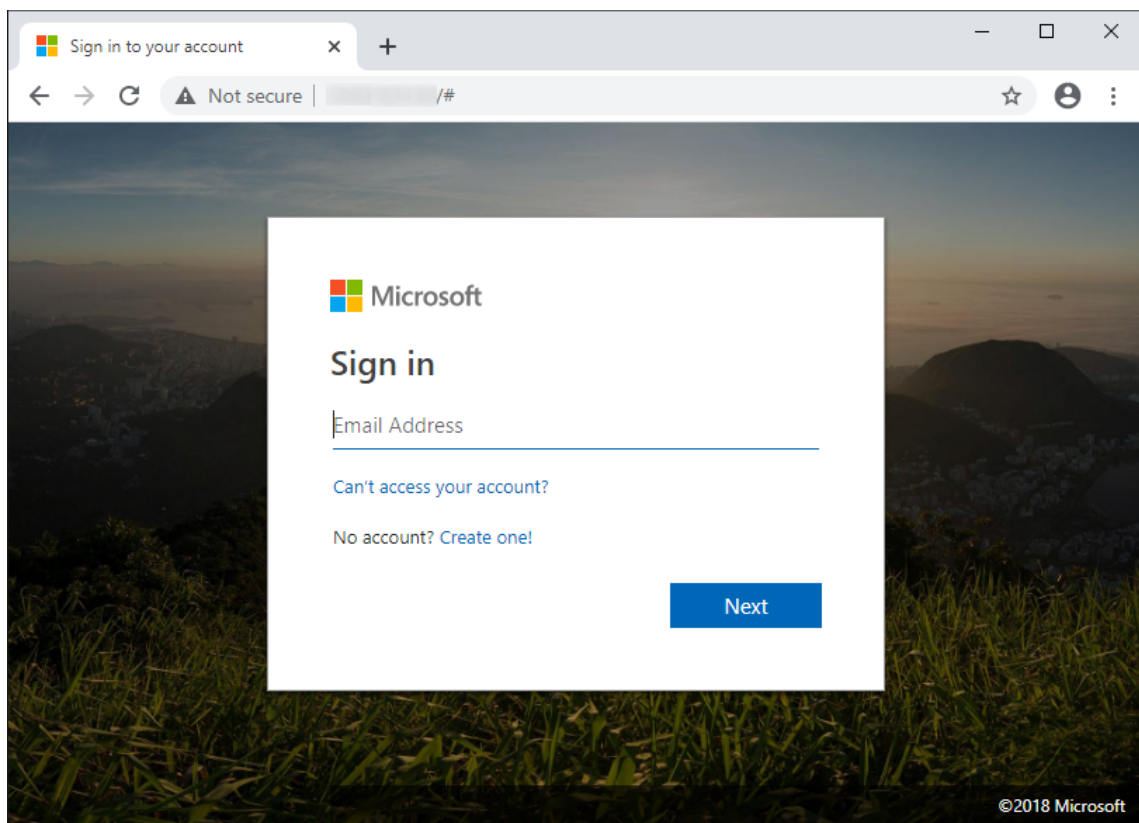 Sign in to your account
Not secure /#
Microsoft
Sign in
Email Address
Can't access your account?
No account? Create one!
Next
©2018 Microsoft